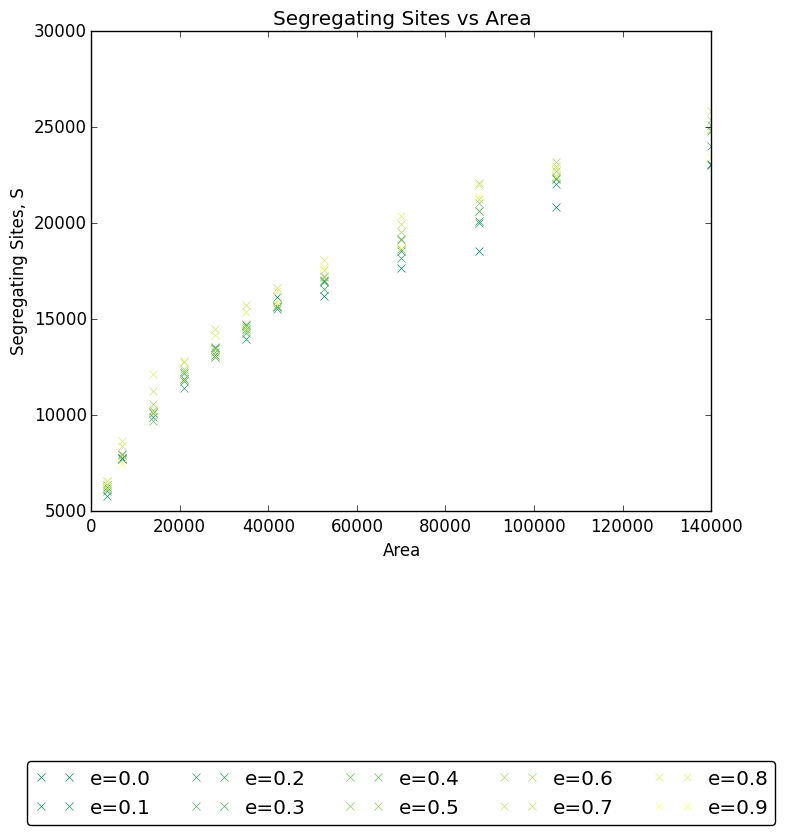 Segregating Sites vs Area
30000
25000
20000
15000
10000
5000
Segregating Sites, S
0 20000 40000 60000 80000 100000 120000 140000
Area
e=0.0 e=0.2 e=0.4 e=0.6 e=0.8
e=0.1 e=0.3 e=0.5 e=0.7 e=0.9